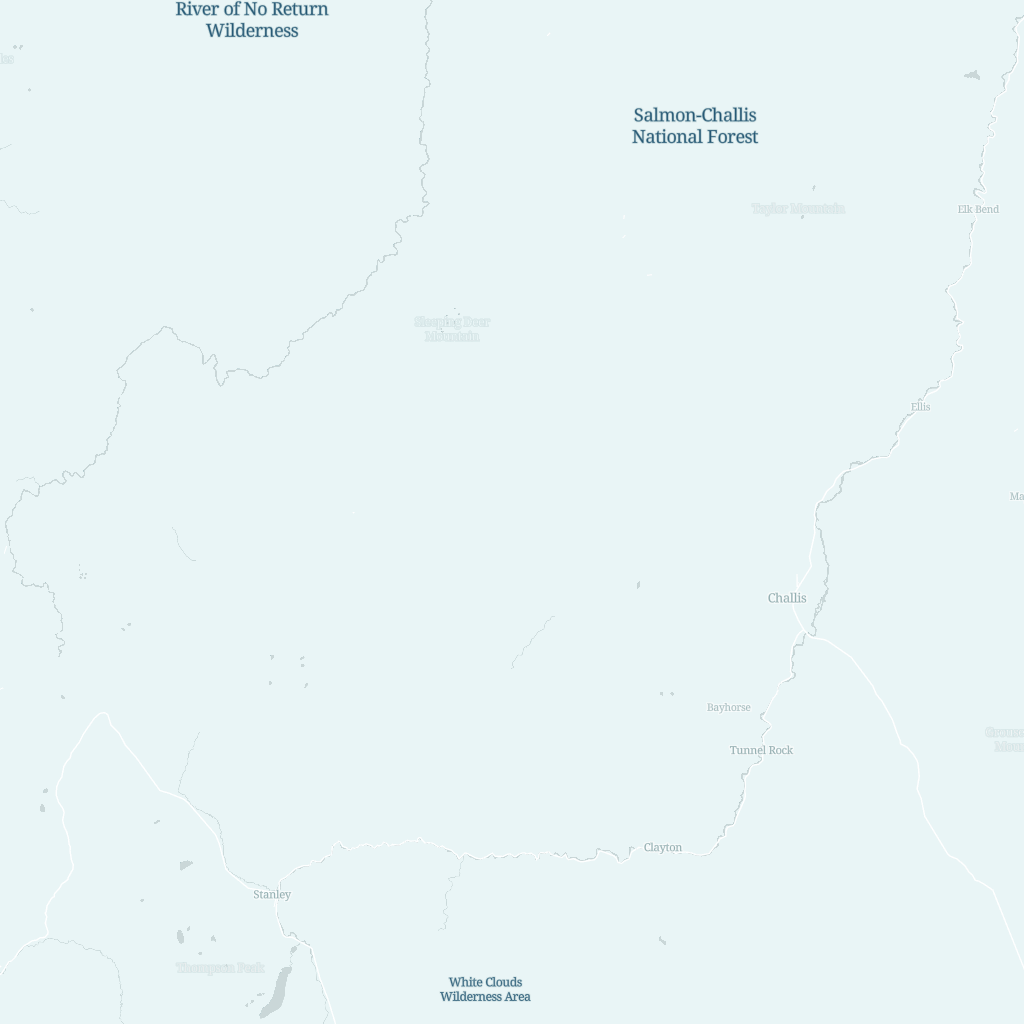 River of No Return
Wilderness
Salmon-Challis
National Forest
Taylor Mountain
Elk Bend
Sleeping Deer
Mountain
Ellis
Challis
Bayhorse
Tunnel Rock
Clayton
Stanley
Thompson Peak
White Clouds
Wilderness Area